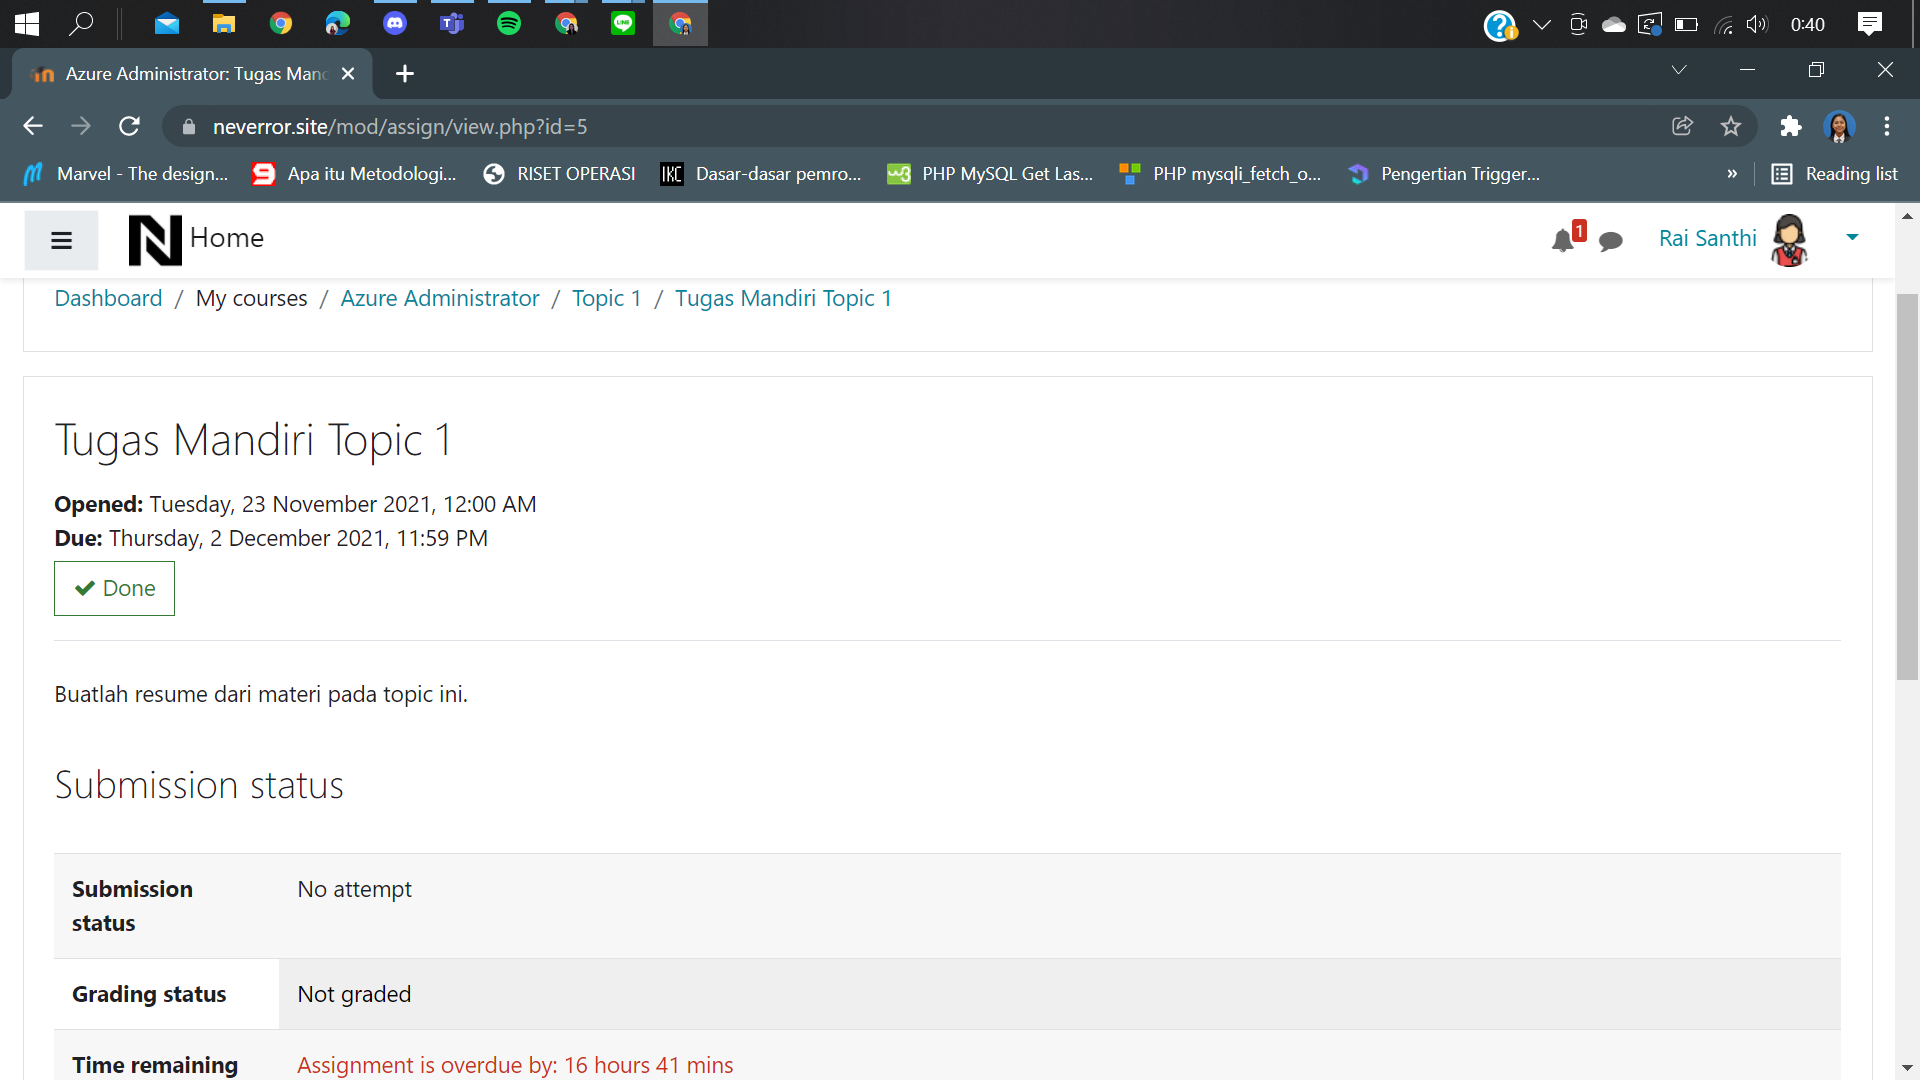 0:40
Azure Administrator: Tugas Mand
neverror.site/mod/assign/view.php?id=5
Marvel - The design... Apa itu Metodologi... RISET OPERASI IKC Dasar-dasar pemro... PHP MySQL Get Las... PHP mysqli_fetch_o... Pengertian Trigger... » Reading list
N Home 1 Rai Santhi
Dashboard / My courses / Azure Administrator / Topic 1 / Tugas Mandiri Topic 1
Tugas Mandiri Topic 1
Opened: Tuesday, 23 November 2021, 12:00 AM
Due: Thursday, 2 December 2021, 11:59 PM
Done
Buatlah resume dari materi pada topic ini.
Submission status
Submission status No attempt
Grading status Not graded
Time remaining Assignment is overdue by: 16 hours 41 mins